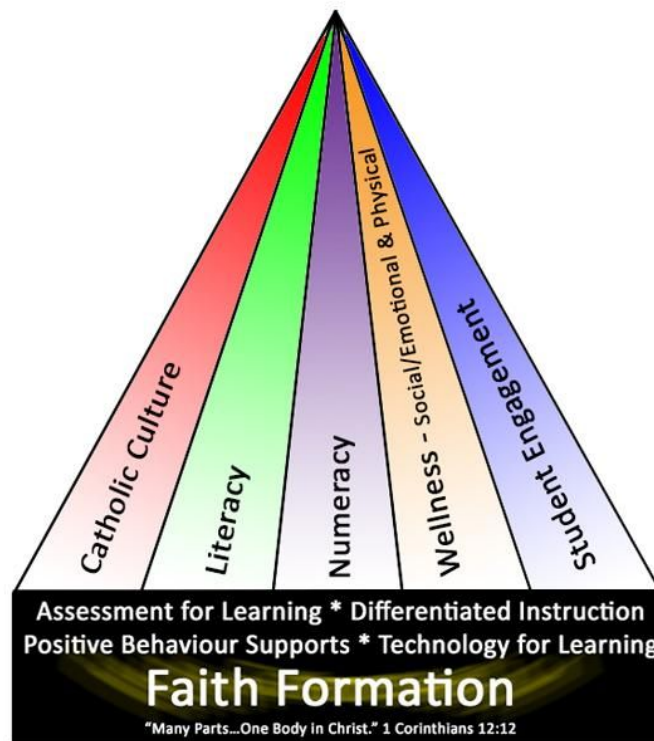 Catholic Culture
Literacy
Numeracy
Wellness - Social/Emotional & Physical
Student Engagement
Assessment for Learning * Differentiated Instruction
Positive Behaviour Supports * Technology for Learning
Faith Formation
“Many Parts...One Body in Christ.” 1 Corinthians 12:12